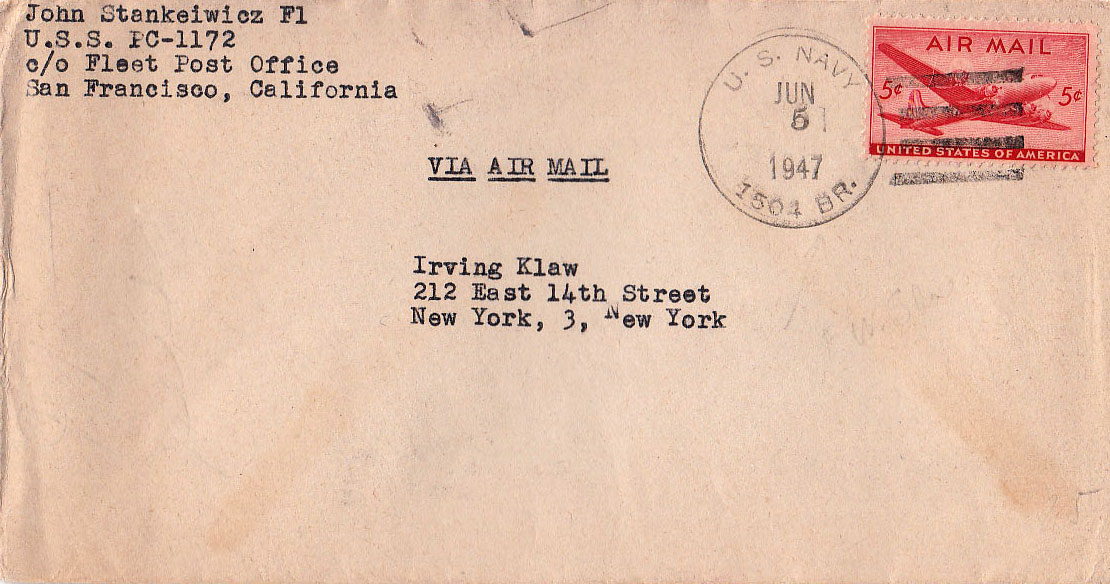 John Stankeiwicz Fl
U.S.S. PC-1172
c/o Fleet Post Office
San Francisco, California
U. S. NAVY
JUN
5
1947
1504 BR.
AIR MAIL
5¢ 5¢
UNITED STATES OF AMERICA
VIA AIR MAIL
Irving Klaw
212 East 14th Street
New York, 3, New York